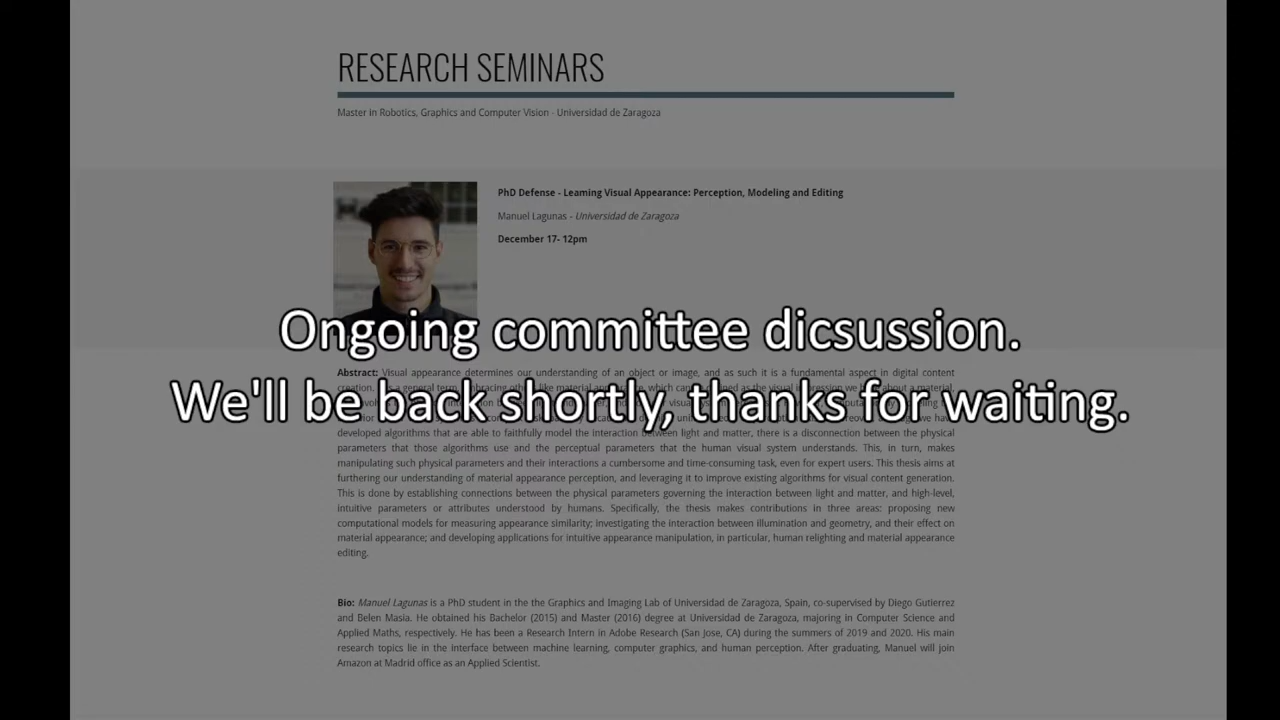 RESEARCH SEMINARS
Master in Robotics, Graphics and Computer Vision - Universidad de Zaragoza
PhD Defense - Learning Visual Appearance: Perception, Modeling and Editing
Manuel Lagunas - Universidad de Zaragoza
December 17- 12pm
Ongoing committee dicsussion.
We'll be back shortly, thanks for waiting.
Abstract: Visual appearance determines our understanding of an object or image, and as such it is a fundamental aspect in digital content
creation. general term, embracing like material which can as the visual we about a material,
developed algorithms that are able to faithfully model the interaction between light and matter, there is a disconnection between the physical
parameters that those algorithms use and the perceptual parameters that the human visual system understands. This, in turn, makes
manipulating such physical parameters and their interactions a cumbersome and time-consuming task, even for expert users. This thesis aims at
furthering our understanding of material appearance perception, and leveraging it to improve existing algorithms for visual content generation.
This is done by establishing connections between the physical parameters governing the interaction between light and matter, and high-level,
intuitive parameters or attributes understood by humans. Specifically, the thesis makes contributions in three areas: proposing new
computational models for measuring appearance similarity; investigating the interaction between illumination and geometry, and their effect on
material appearance; and developing applications for intuitive appearance manipulation, in particular, human relighting and material appearance
editing.
Bio: Manuel Lagunas is a PhD student in the the Graphics and Imaging Lab of Universidad de Zaragoza, Spain, co-supervised by Diego Gutierrez
and Belen Masia. He obtained his Bachelor (2015) and Master (2016) degree at Universidad de Zaragoza, majoring in Computer Science and
Applied Maths, respectively. He has been a Research Intern in Adobe Research (San Jose, CA) during the summers of 2019 and 2020. His main
research topics lie in the interface between machine learning, computer graphics, and human perception. After graduating, Manuel will join
Amazon at Madrid office as an Applied Scientist.